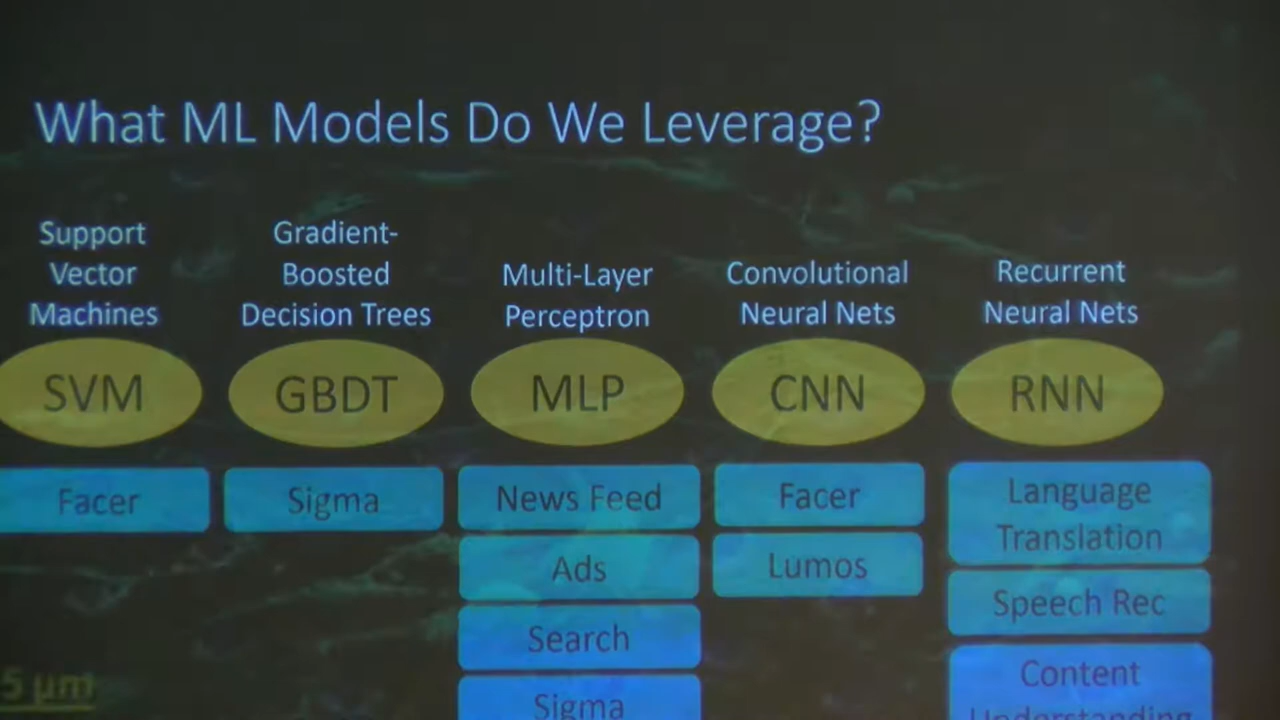 What ML Models Do We Leverage?
Support
Vector
Machines
SVM
Facer
Gradient-
Boosted
Decision Trees
GBDT
Sigma
Multi-Layer
Perceptron
MLP
News Feed
Ads
Search
Sigma
Convolutional
Neural Nets
CNN
Facer
Lumos
Recurrent
Neural Nets
RNN
Language
Translation
Speech Rec
Content
Understanding
5 µm